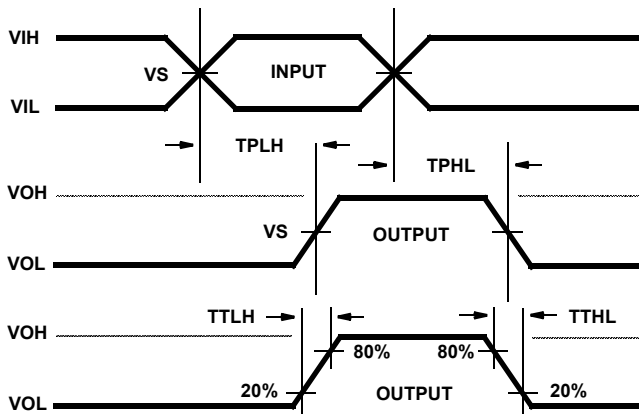 VIH
VS
INPUT
VIL
TPLH
TPHL
VOH
VS
OUTPUT
VOL
TTLH
TTHL
VOH
80%
80%
20%
OUTPUT
20%
VOL